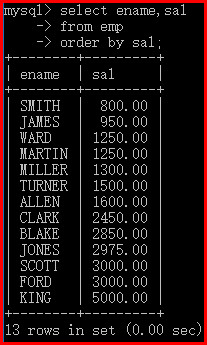 mysql> select ename,sal
    -> from emp
    -> order by sal;
+--------+---------+
| ename  | sal     |
+--------+---------+
| SMITH  |  800.00 |
| JAMES  |  950.00 |
| WARD   | 1250.00 |
| MARTIN | 1250.00 |
| MILLER | 1300.00 |
| TURNER | 1500.00 |
| ALLEN  | 1600.00 |
| CLARK  | 2450.00 |
| BLAKE  | 2850.00 |
| JONES  | 2975.00 |
| SCOTT  | 3000.00 |
| FORD   | 3000.00 |
| KING   | 5000.00 |
+--------+---------+
13 rows in set (0.00 sec)